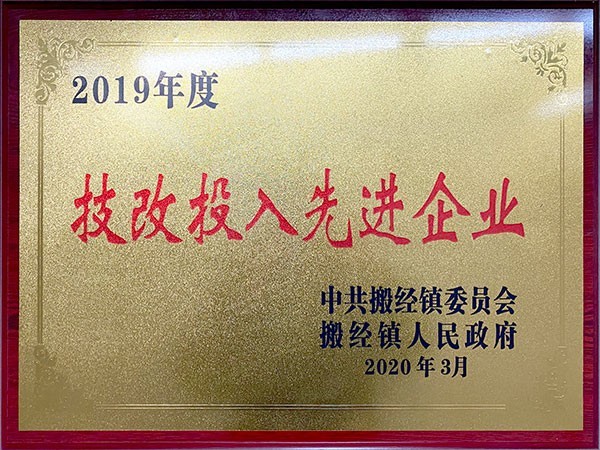 2019年度
技改投入先进企业
中共搬经镇委员会
搬经镇人民政府
2020年3月